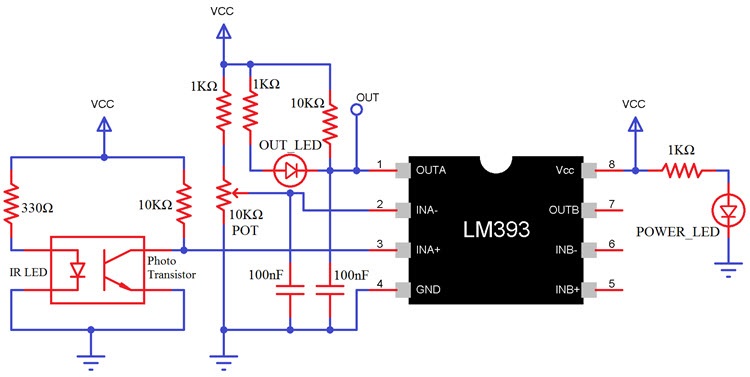 VCC
1KΩ
1KΩ
10KΩ
OUT
OUT_LED
VCC
330Ω
10KΩ
IR LED
Photo
Transistor
10KΩ
POT
100nF
100nF
1
2
3
4
OUTA
INA-
INA+
GND
LM393
Vcc
OUTB
INB-
INB+
8
7
6
5
VCC
1KΩ
POWER_LED